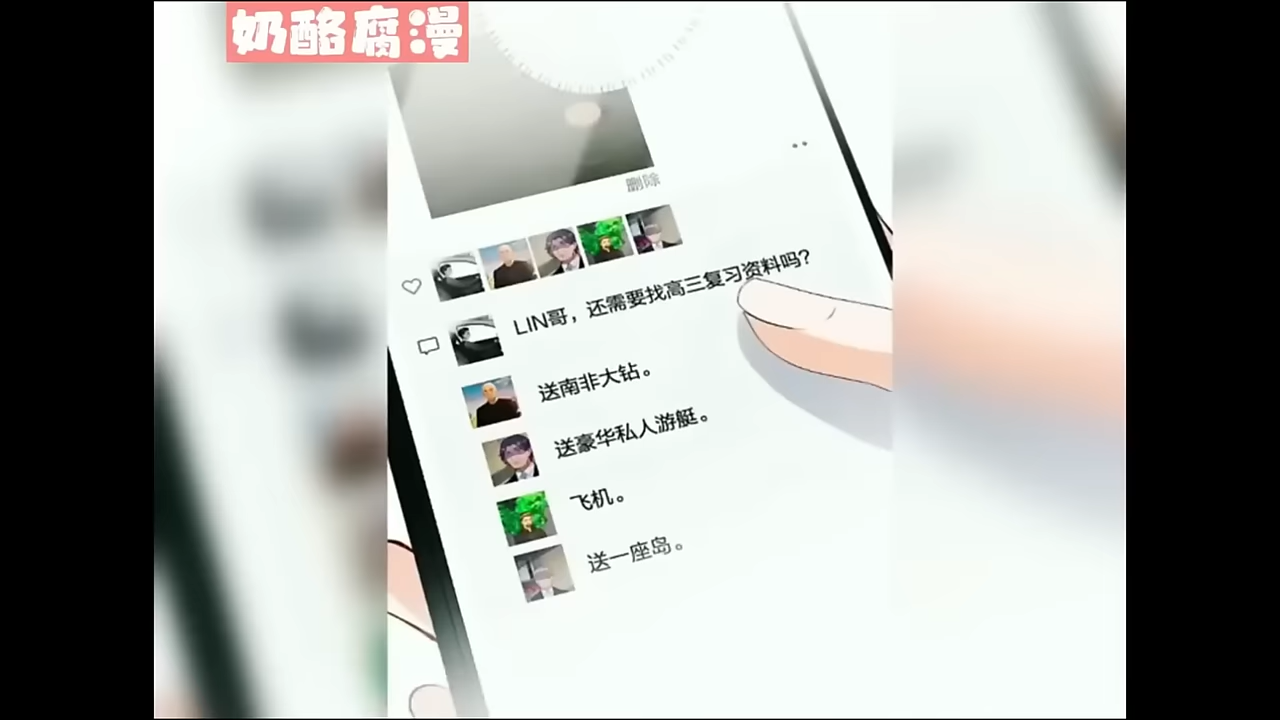 奶酪腐漫
删除
LIN哥，还需要找高三复习资料吗？
送南非大钻。
送豪华私人游艇。
飞机。
送一座岛。